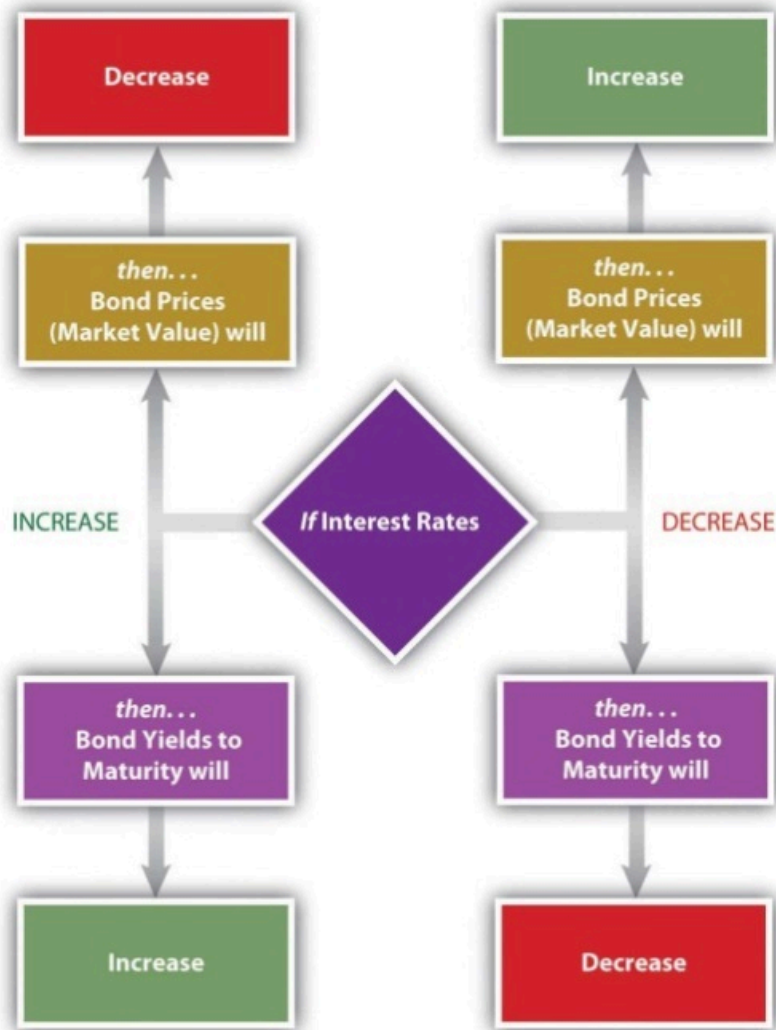 Decrease
Increase
then...
Bond Prices
(Market Value) will
then...
Bond Prices
(Market Value) will
INCREASE
If Interest Rates
DECREASE
then...
Bond Yields to
Maturity will
then...
Bond Yields to
Maturity will
Increase
Decrease